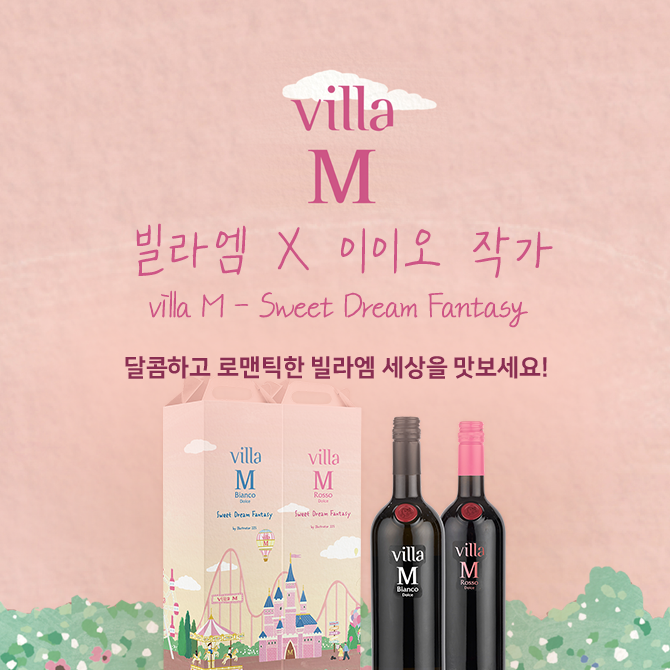 villa
M
빌라엠 X 이이오 작가
villa M - Sweet Dream Fantasy
달콤하고 로맨틱한 빌라엠 세상을 맛보세요!
villa
M
Bianco
Dolce
Sweet Dream Fantasy
villa
M
Rosso
Dolce
Sweet Dream Fantasy
VILLA M
villa
M
Bianco
Dolce
villa
M
Rosso
Dolce